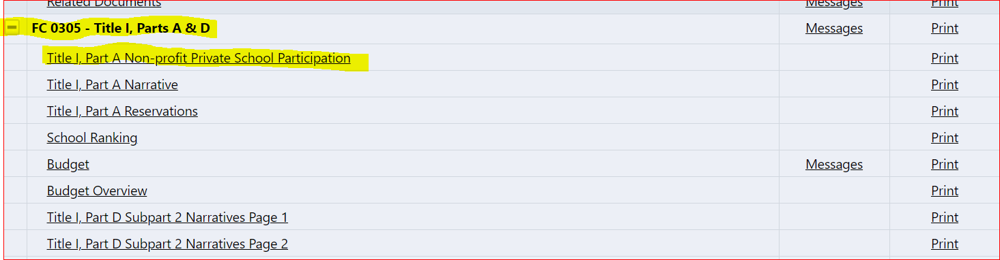 Related Documents Messages Print
FC 0305 - Title I, Parts A & D Messages Print
Title I, Part A Non-profit Private School Participation Print
Title I, Part A Narrative Print
Title I, Part A Reservations Print
School Ranking Print
Budget Messages Print
Budget Overview Print
Title I, Part D Subpart 2 Narratives Page 1 Print
Title I, Part D Subpart 2 Narratives Page 2 Print